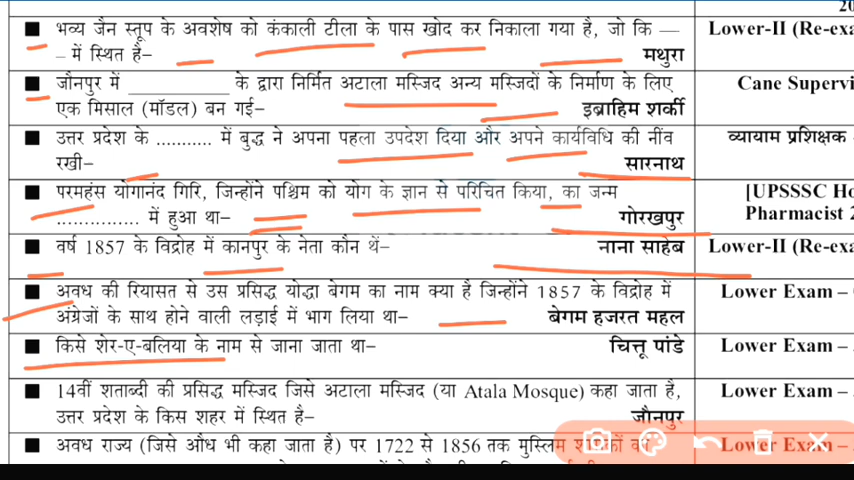 20
■ भव्य जैन स्तूप के अवशेष को कंकाली टीला के पास खोद कर निकाला गया है, जो कि —
– में स्थित है– मथुरा
Lower-II (Re-exa
■ जौनपुर में ____________ के द्वारा निर्मित अटाला मस्जिद अन्य मस्जिदों के निर्माण के लिए
एक मिसाल (मॉडल) बन गई– इब्राहिम शर्की
Cane Supervi
■ उत्तर प्रदेश के ........... में बुद्ध ने अपना पहला उपदेश दिया और अपने कार्यविधि की नींव
रखी– सारनाथ
व्यायाम प्रशिक्षक
■ परमहंस योगानंद गिरि, जिन्होंने पश्चिम को योग के ज्ञान से परिचित किया, का जन्म
................ में हुआ था– गोरखपुर
[UPSSSC Ho
Pharmacist 2
■ वर्ष 1857 के विद्रोह में कानपुर के नेता कौन थें– नाना साहेब
Lower-II (Re-exa
■ अवध की रियासत से उस प्रसिद्ध योद्धा बेगम का नाम क्या है जिन्होंने 1857 के विद्रोह में
अंग्रेजों के साथ होने वाली लड़ाई में भाग लिया था– बेगम हजरत महल
Lower Exam –
■ किसे शेर-ए-बलिया के नाम से जाना जाता था– चित्तू पांडे
Lower Exam –
■ 14वीं शताब्दी की प्रसिद्ध मस्जिद जिसे अटाला मस्जिद (या Atala Mosque) कहा जाता है,
उत्तर प्रदेश के किस शहर में स्थित है– जौनपुर
Lower Exam –
■ अवध राज्य (जिसे औध भी कहा जाता है) पर 1722 से 1856 तक मुस्लिम
Lower Exam –